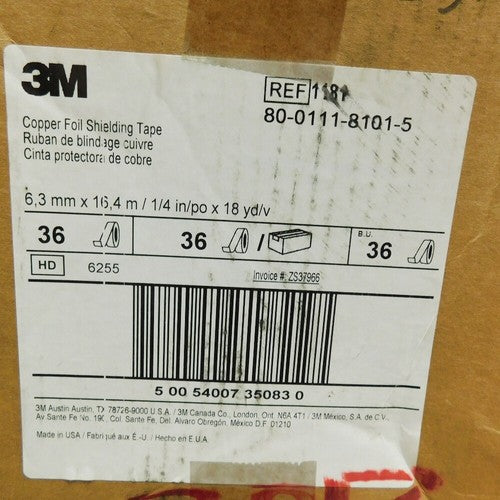 3M
REF 1181
80-0111-8101-5
Copper Foil Shielding Tape
Ruban de blindage cuivre
Cinta protectora de cobre
6,3 mm x 16,4 m / 1/4 in/po x 18 yd/v
36 36 / B.U. 36
HD 6255
Invoice #: ZS37966
5 00 54007 35083 0
3M Austin Austin, TX 78726-9000 U.S.A. / 3M Canada Co., London, Ont. N6A 4T1 / 3M México, S.A. de C.V.
Av Santa Fe No. 190 Col. Santa Fe, Del. Alvaro Obregón, México D.F. 01210
Made in USA / Fabriqué aux É.-U. / Hecho en E.U.A.